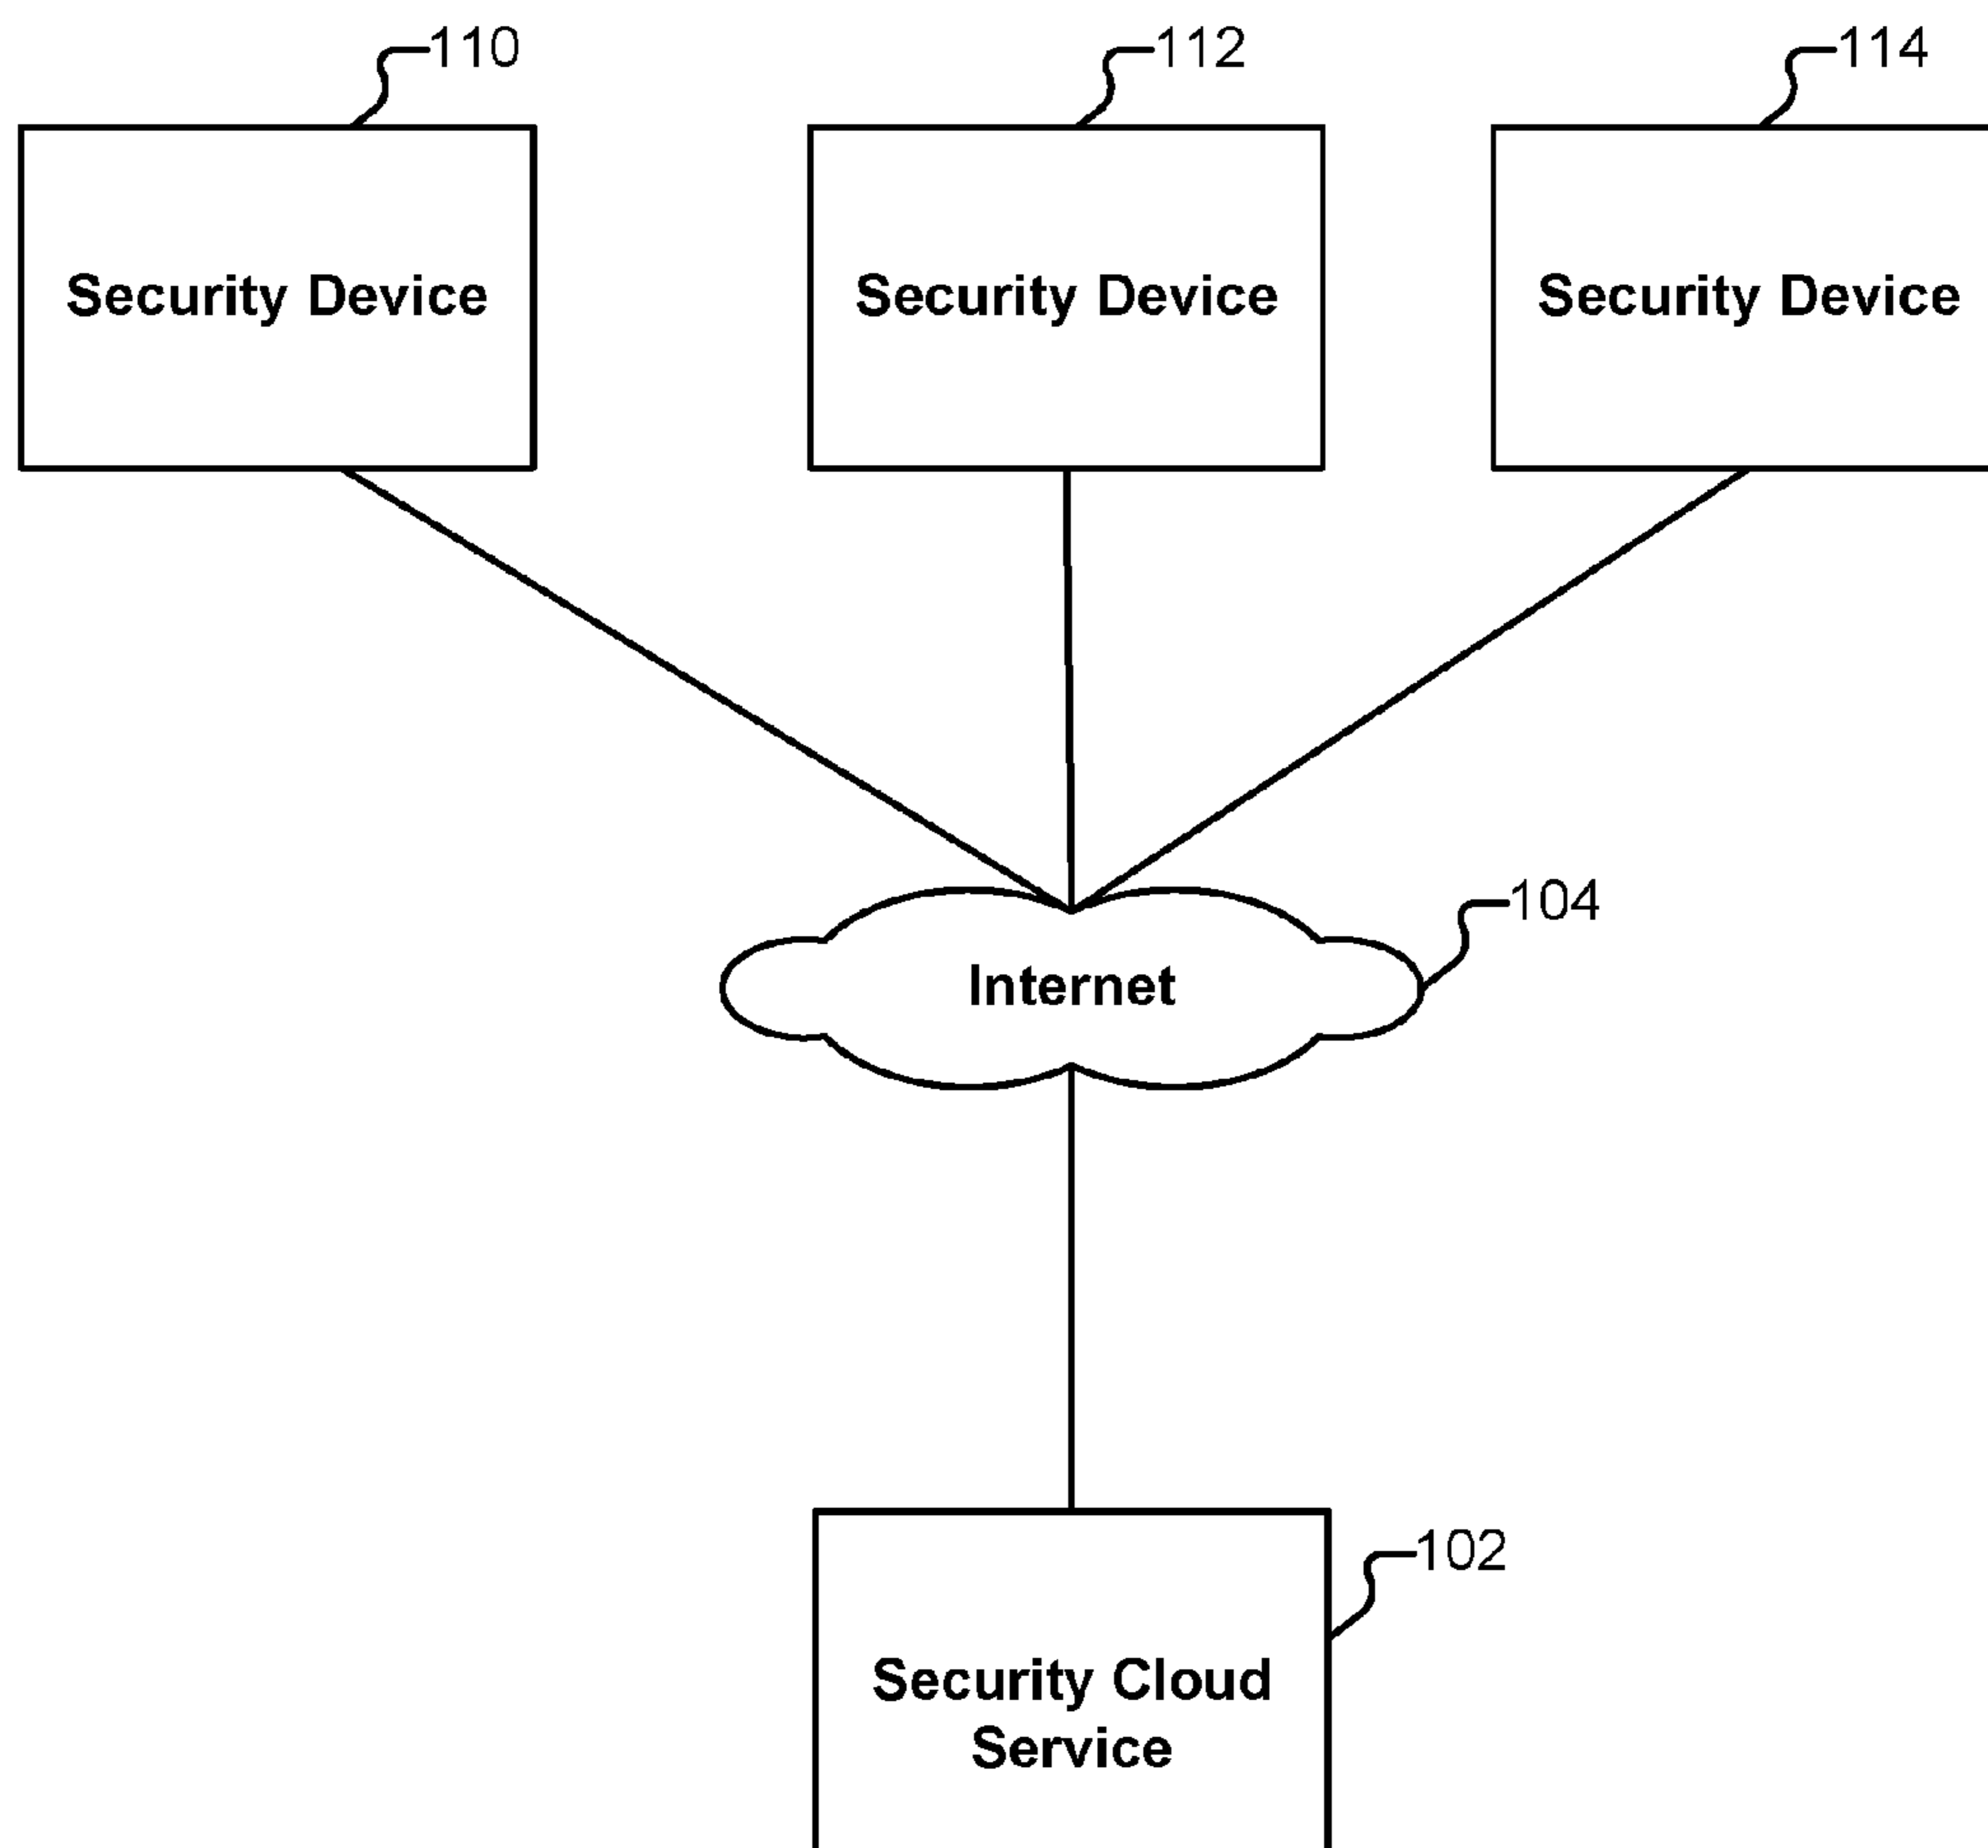 110
112
114
Security Device
Security Device
Security Device
104
Internet
102
Security Cloud
Service